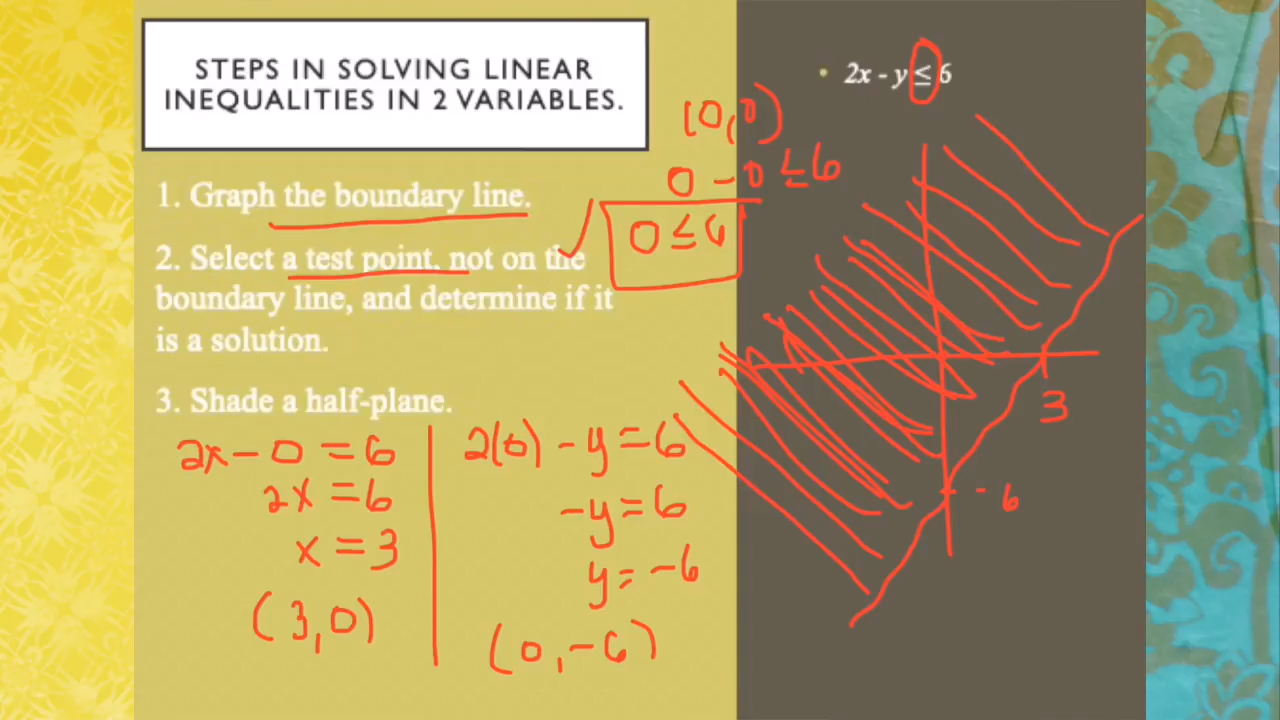 STEPS IN SOLVING LINEAR
INEQUALITIES IN 2 VARIABLES.
1. Graph the boundary line.
2. Select a test point, not on the
boundary line, and determine if it
is a solution.
3. Shade a half-plane.
2x - 0 = 6
2x = 6
x = 3
(3,0)
2(0) - y = 6
-y = 6
y = -6
(0,-6)
• 2x - y ≤ 6
(0,0)
0 - 0 ≤ 6
0 ≤ 6
3
-6